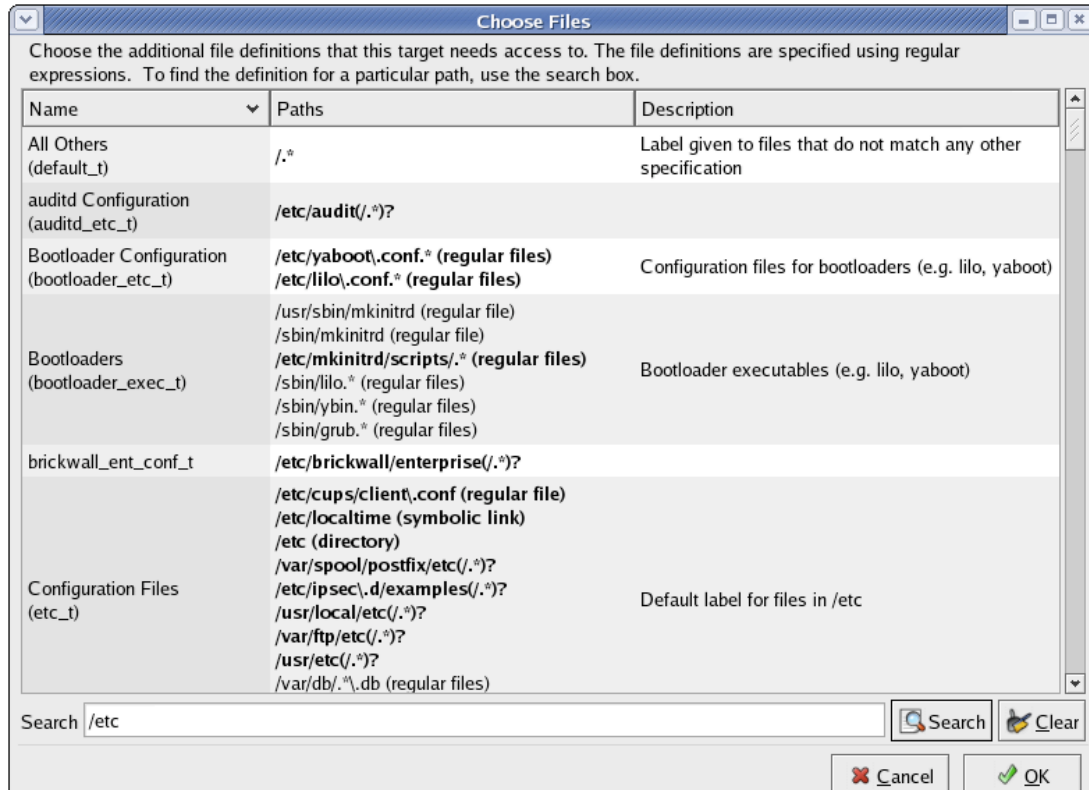 Choose Files
Choose the additional file definitions that this target needs access to. The file definitions are specified using regular
expressions.  To find the definition for a particular path, use the search box.
Name
Paths
Description
All Others
(default_t)
/.*
Label given to files that do not match any other
specification
auditd Configuration
(auditd_etc_t)
/etc/audit(/.*)?
Bootloader Configuration
(bootloader_etc_t)
/etc/yaboot\.conf.* (regular files)
/etc/lilo\.conf.* (regular files)
Configuration files for bootloaders (e.g. lilo, yaboot)
Bootloaders
(bootloader_exec_t)
/usr/sbin/mkinitrd (regular file)
/sbin/mkinitrd (regular file)
/etc/mkinitrd/scripts/.* (regular files)
/sbin/lilo.* (regular files)
/sbin/ybin.* (regular files)
/sbin/grub.* (regular files)
Bootloader executables (e.g. lilo, yaboot)
brickwall_ent_conf_t
/etc/brickwall/enterprise(/.*)?
Configuration Files
(etc_t)
/etc/cups/client\.conf (regular file)
/etc/localtime (symbolic link)
/etc (directory)
/var/spool/postfix/etc(/.*)?
/etc/ipsec\.d/examples(/.*)?
/usr/local/etc(/.*)?
/var/ftp/etc(/.*)?
/usr/etc(/.*)?
/var/db/.*\.db (regular files)
Default label for files in /etc
Search /etc
Search
Clear
Cancel
OK